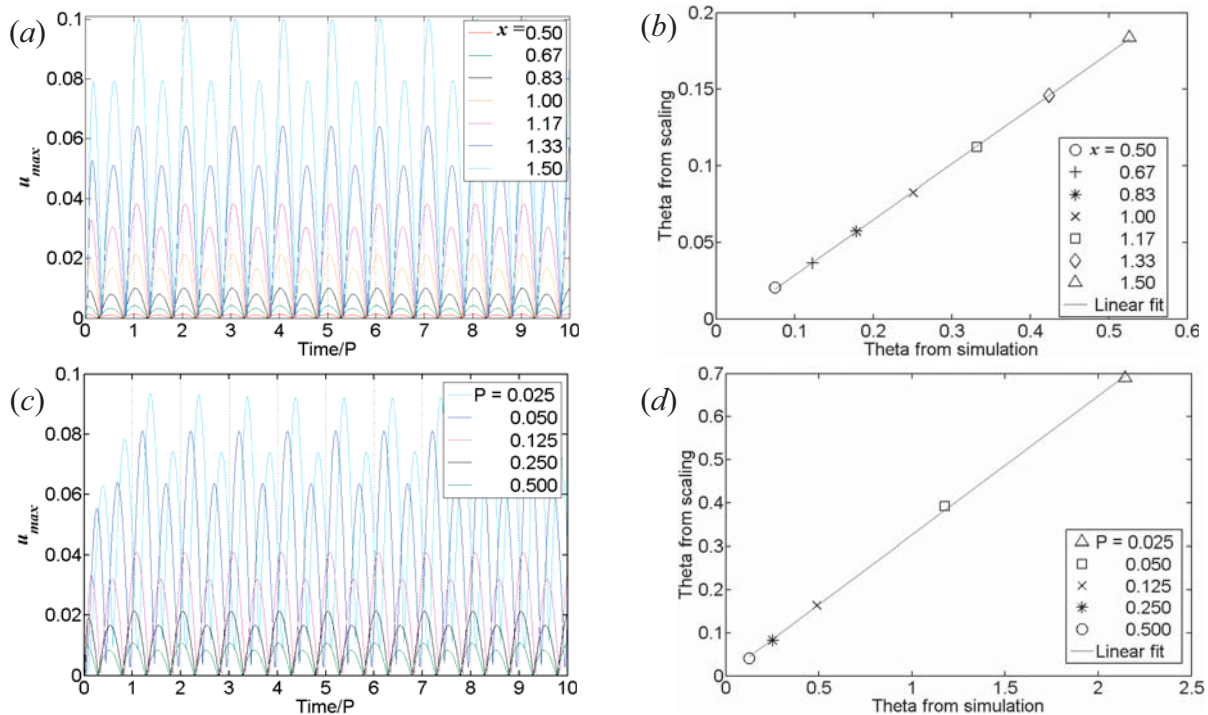 (a)
0.1
0.08
0.06
0.04
0.02
0
u_max
0 1 2 3 4 5 6 7 8 9 10
Time/P
x = 0.50
0.67
0.83
1.00
1.17
1.33
1.50
(b)
0.2
0.15
0.1
0.05
0
Theta from scaling
0 0.1 0.2 0.3 0.4 0.5 0.6
Theta from simulation
x = 0.50
0.67
0.83
1.00
1.17
1.33
1.50
Linear fit
(c)
0.1
0.08
0.06
0.04
0.02
0
u_max
0 1 2 3 4 5 6 7 8 9 10
Time/P
P = 0.025
0.050
0.125
0.250
0.500
(d)
0.7
0.6
0.5
0.4
0.3
0.2
0.1
0
Theta from scaling
0 0.5 1 1.5 2 2.5
Theta from simulation
P = 0.025
0.050
0.125
0.250
0.500
Linear fit